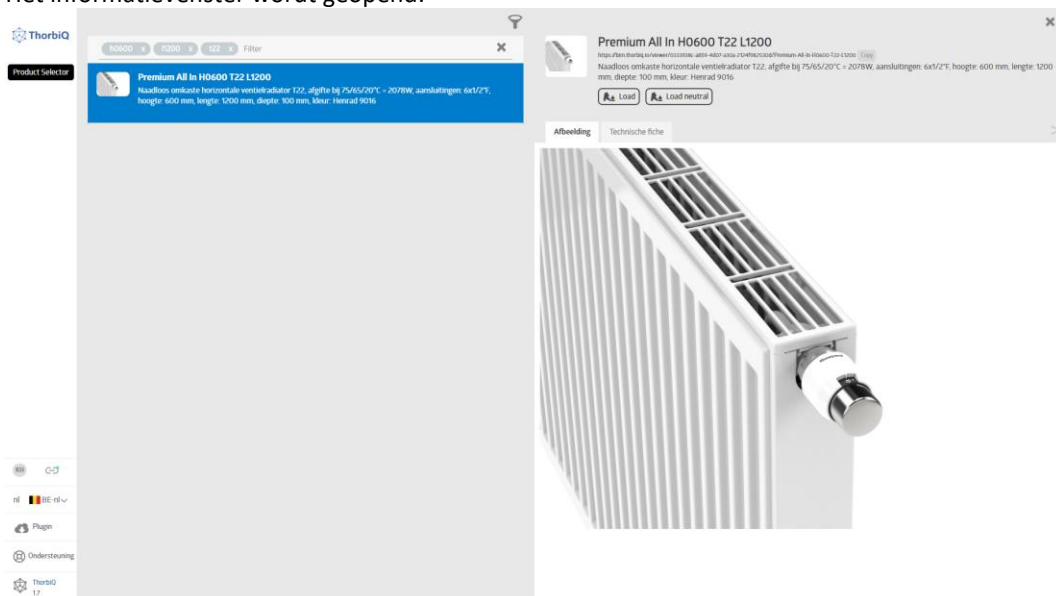 Het informatievenster wordt geopend.
ThorbiQ
Product Selector
h0600 x
l1200 x
t22 x
Filter
Premium All In H0600 T22 L1200
Naadloos omkaste horizontale ventielradiator T22, afgifte bij 75/65/20°C = 2078W, aansluitingen: 6x1/2"F,
hoogte: 600 mm, lengte: 1200 mm, diepte: 100 mm, kleur: Henrad 9016
Premium All In H0600 T22 L1200
Copy
Naadloos omkaste horizontale ventielradiator T22, afgifte bij 75/65/20°C = 2078W, aansluitingen: 6x1/2"F, hoogte: 600 mm, lengte: 1200
mm, diepte: 100 mm, kleur: Henrad 9016
Load
Load neutral
Afbeelding
Technische fiche
nl
BE-nl
Plugin
Ondersteuning
ThorbiQ
1.7